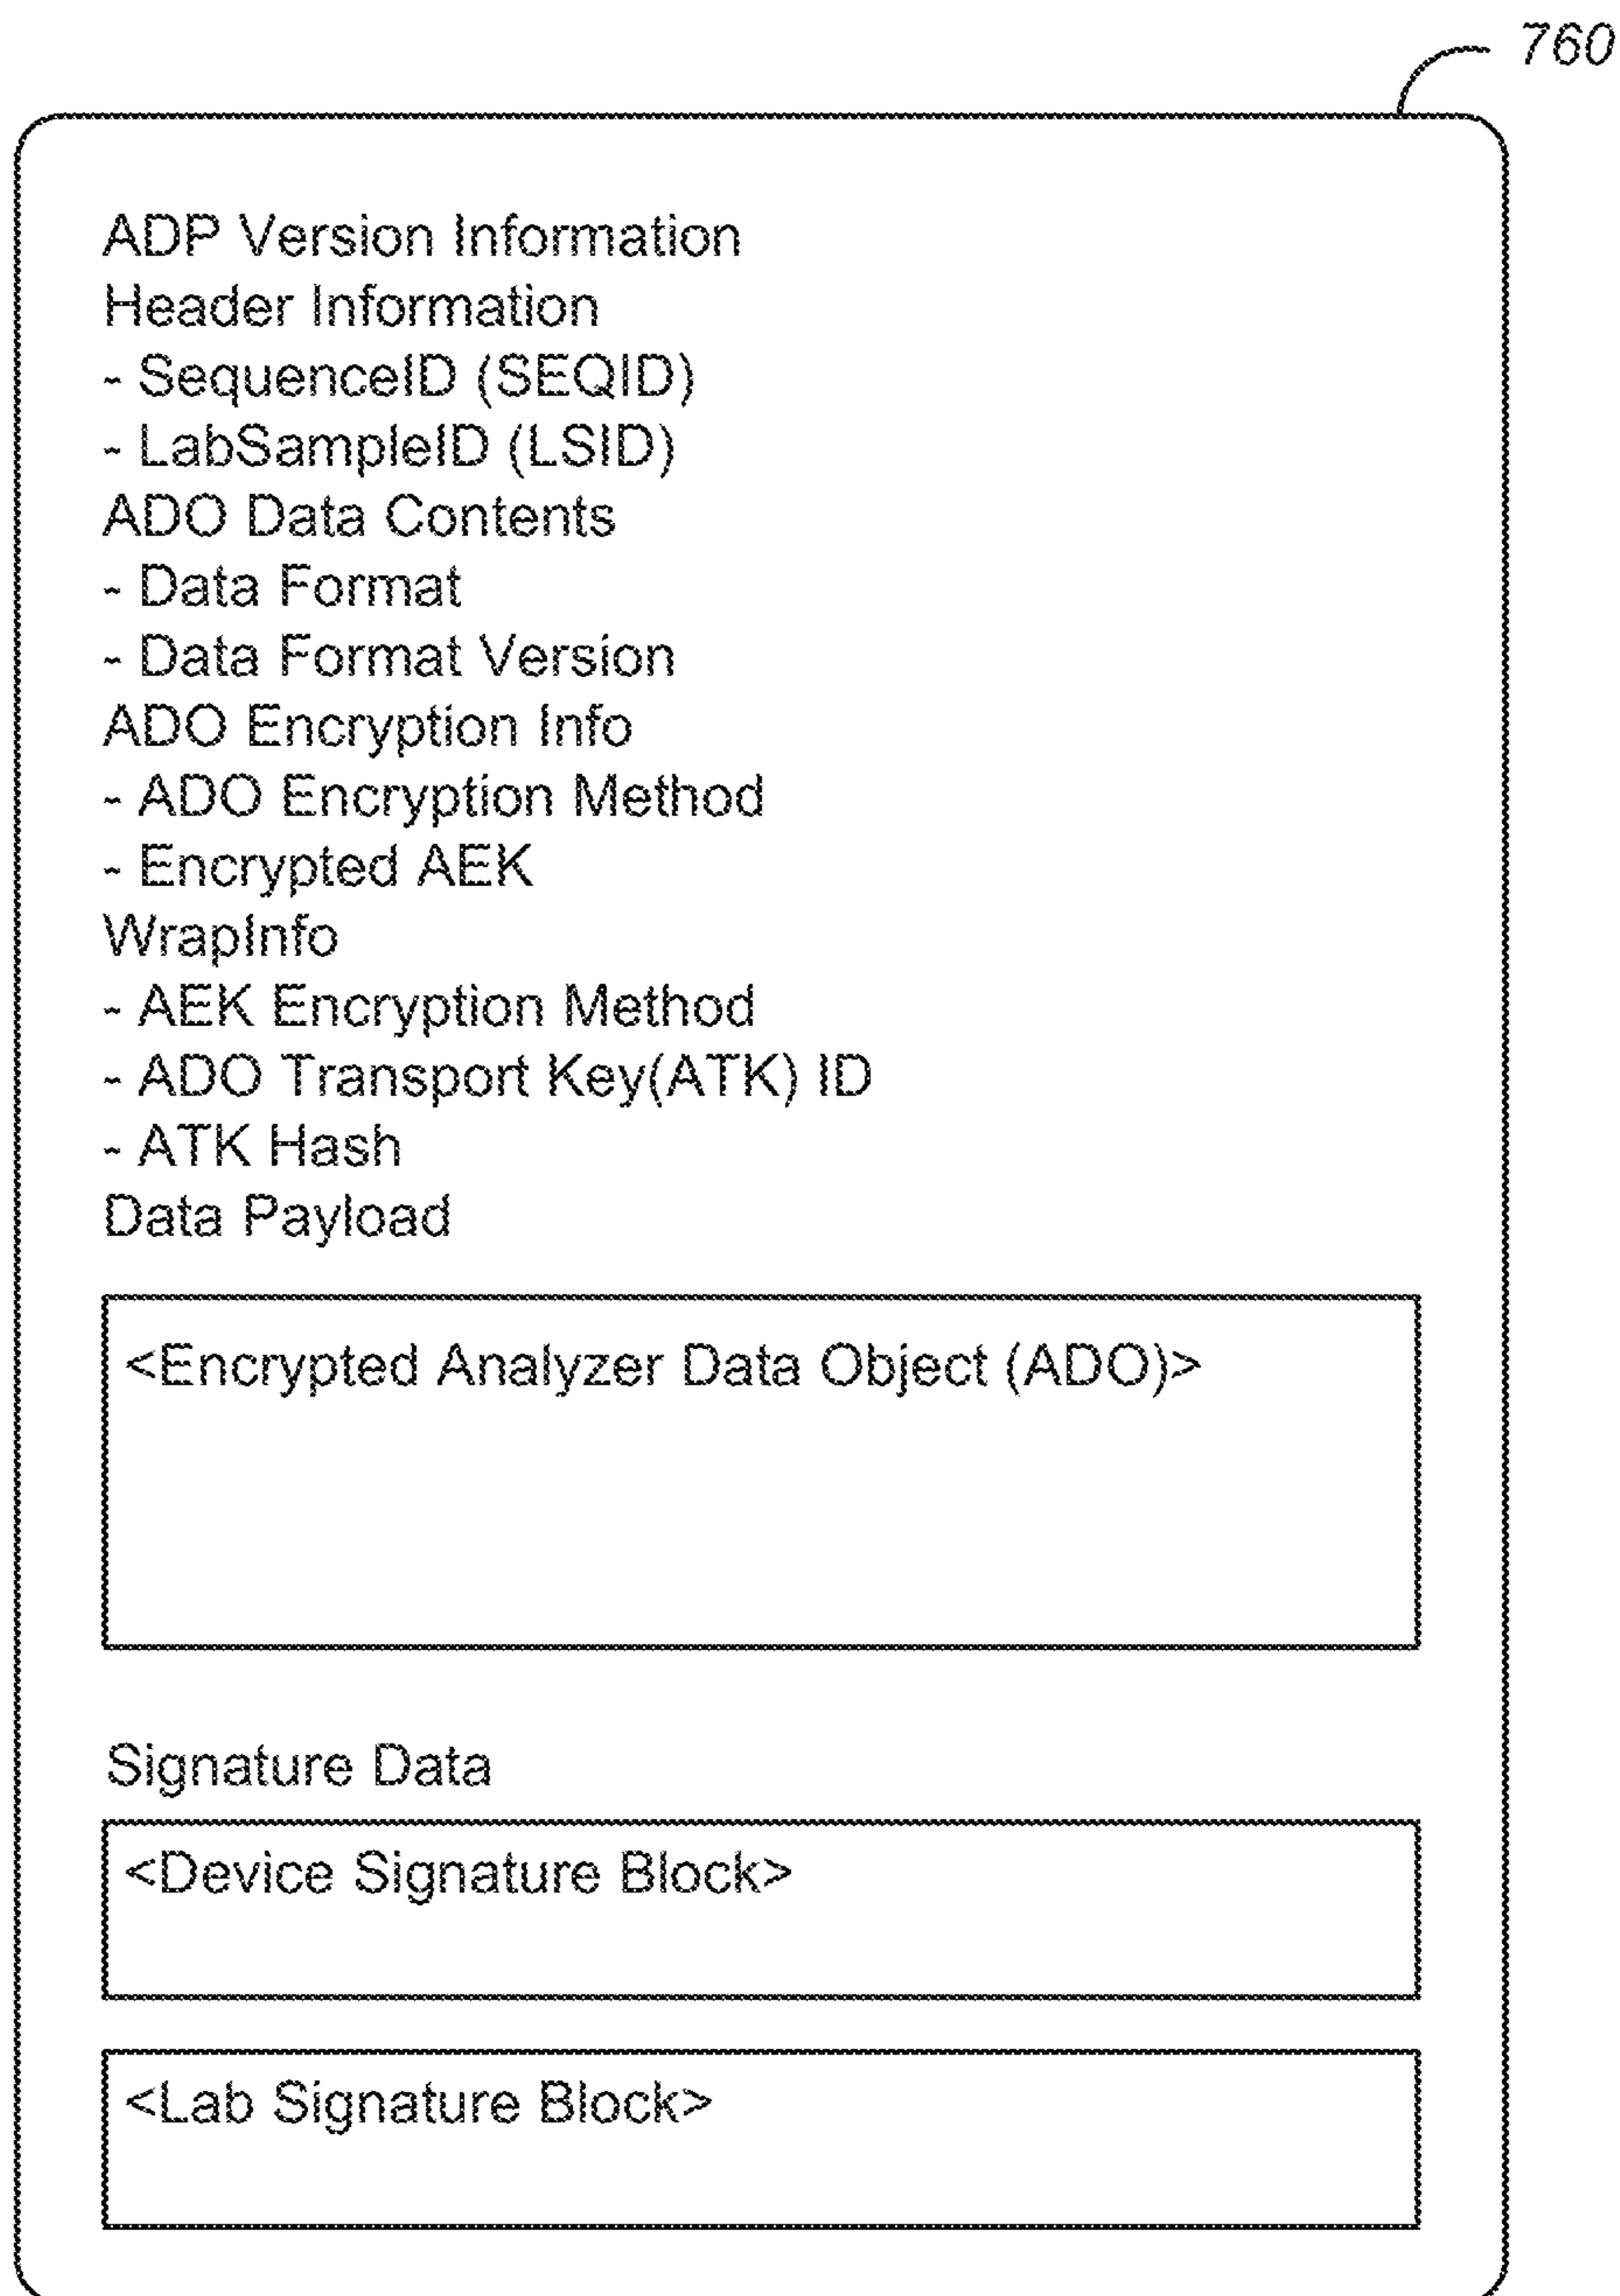 760
ADP Version Information
Header Information
- SequenceID (SEQID)
- LabSampleID (LSID)
ADO Data Contents
- Data Format
- Data Format Version
ADO Encryption Info
- ADO Encryption Method
- Encrypted AEK
WrapInfo
- AEK Encryption Method
- ADO Transport Key(ATK) ID
- ATK Hash
Data Payload
<Encrypted Analyzer Data Object (ADO)>
Signature Data
<Device Signature Block>
<Lab Signature Block>